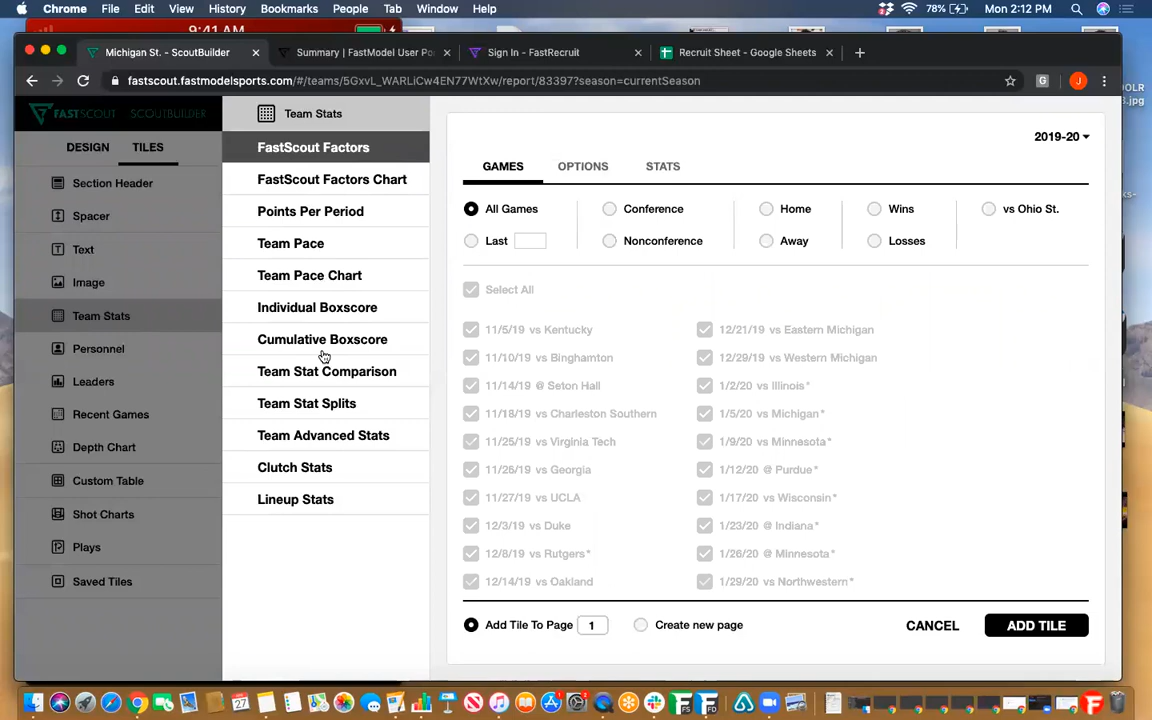 Chrome File Edit View History Bookmarks People Tab Window Help 78% Mon 2:12 PM
9:41 AM
Michigan St. - ScoutBuilder Summary | FastModel User Po Sign In - FastRecruit Recruit Sheet - Google Sheets
fastscout.fastmodelsports.com/#/teams/5GxvL_WARLiCw4EN77WtXw/report/83397?season=currentSeason
FASTSCOUT SCOUTBUILDER
DESIGN TILES
Section Header
Spacer
Text
Image
Team Stats
Personnel
Leaders
Recent Games
Depth Chart
Custom Table
Shot Charts
Plays
Saved Tiles
Team Stats
FastScout Factors
FastScout Factors Chart
Points Per Period
Team Pace
Team Pace Chart
Individual Boxscore
Cumulative Boxscore
Team Stat Comparison
Team Stat Splits
Team Advanced Stats
Clutch Stats
Lineup Stats
2019-20
GAMES OPTIONS STATS
All Games Conference Home Wins vs Ohio St.
Last Nonconference Away Losses
Select All
11/5/19 vs Kentucky 12/21/19 vs Eastern Michigan
11/10/19 vs Binghamton 12/29/19 vs Western Michigan
11/14/19 @ Seton Hall 1/2/20 vs Illinois*
11/18/19 vs Charleston Southern 1/5/20 vs Michigan*
11/25/19 vs Virginia Tech 1/9/20 vs Minnesota*
11/26/19 vs Georgia 1/12/20 @ Purdue*
11/27/19 vs UCLA 1/17/20 vs Wisconsin*
12/3/19 vs Duke 1/23/20 @ Indiana*
12/8/19 vs Rutgers* 1/26/20 @ Minnesota*
12/14/19 vs Oakland 1/29/20 vs Northwestern*
Add Tile To Page 1 Create new page CANCEL ADD TILE